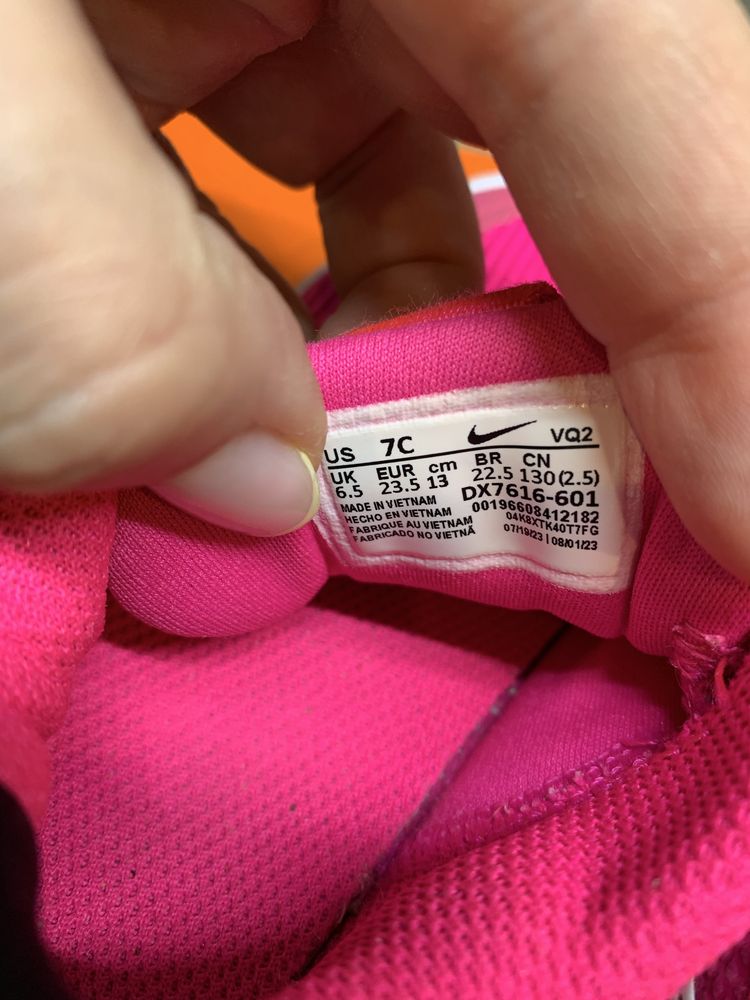 US 7C VQ2
UK EUR cm BR CN
6.5 23.5 13 22.5 130(2.5)
MADE IN VIETNAM DX7616-601
HECHO EN VIETNAM 00196608412182
FABRIQUE AU VIETNAM 04K8XTK40T7FG
FABRICADO NO VIETNÃ 07/19/23 | 08/01/23